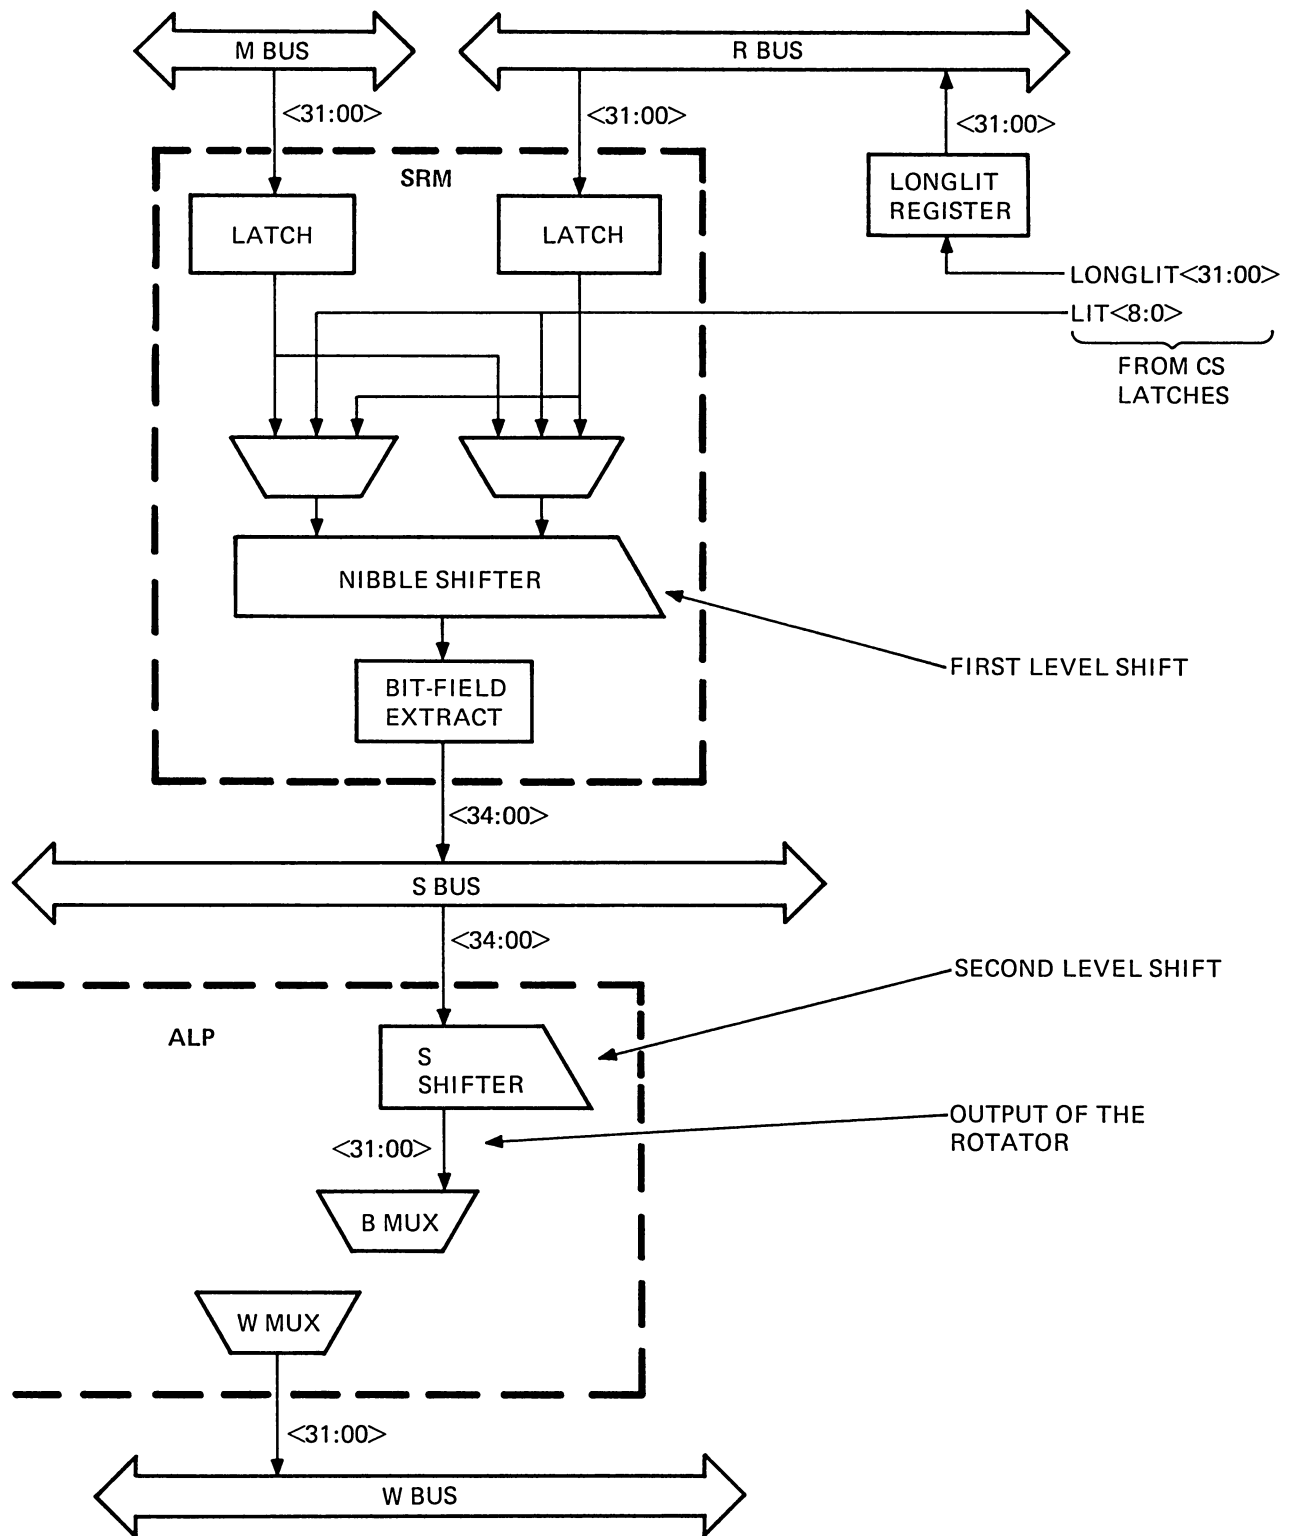 M BUS
R BUS
<31:00>
<31:00>
<31:00>
SRM
LONGLIT
REGISTER
LATCH
LATCH
LONGLIT<31:00>
LIT<8:0>
FROM CS
LATCHES
NIBBLE SHIFTER
FIRST LEVEL SHIFT
BIT-FIELD
EXTRACT
<34:00>
S BUS
<34:00>
SECOND LEVEL SHIFT
ALP
S
SHIFTER
OUTPUT OF THE
ROTATOR
<31:00>
B MUX
W MUX
<31:00>
W BUS